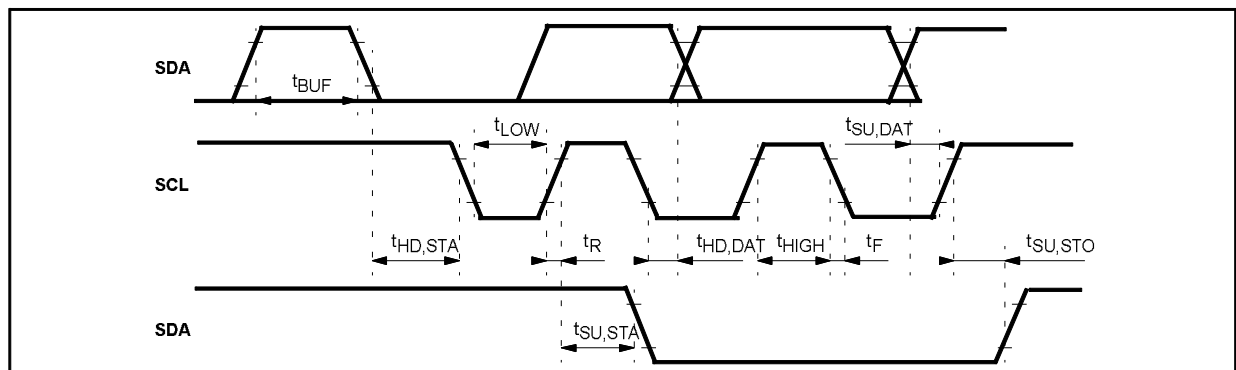 SDA
tBUF
tLOW
tSU,DAT
SCL
tHD,STA
tR
tHD,DAT
tHIGH
tF
tSU,STO
SDA
tSU,STA